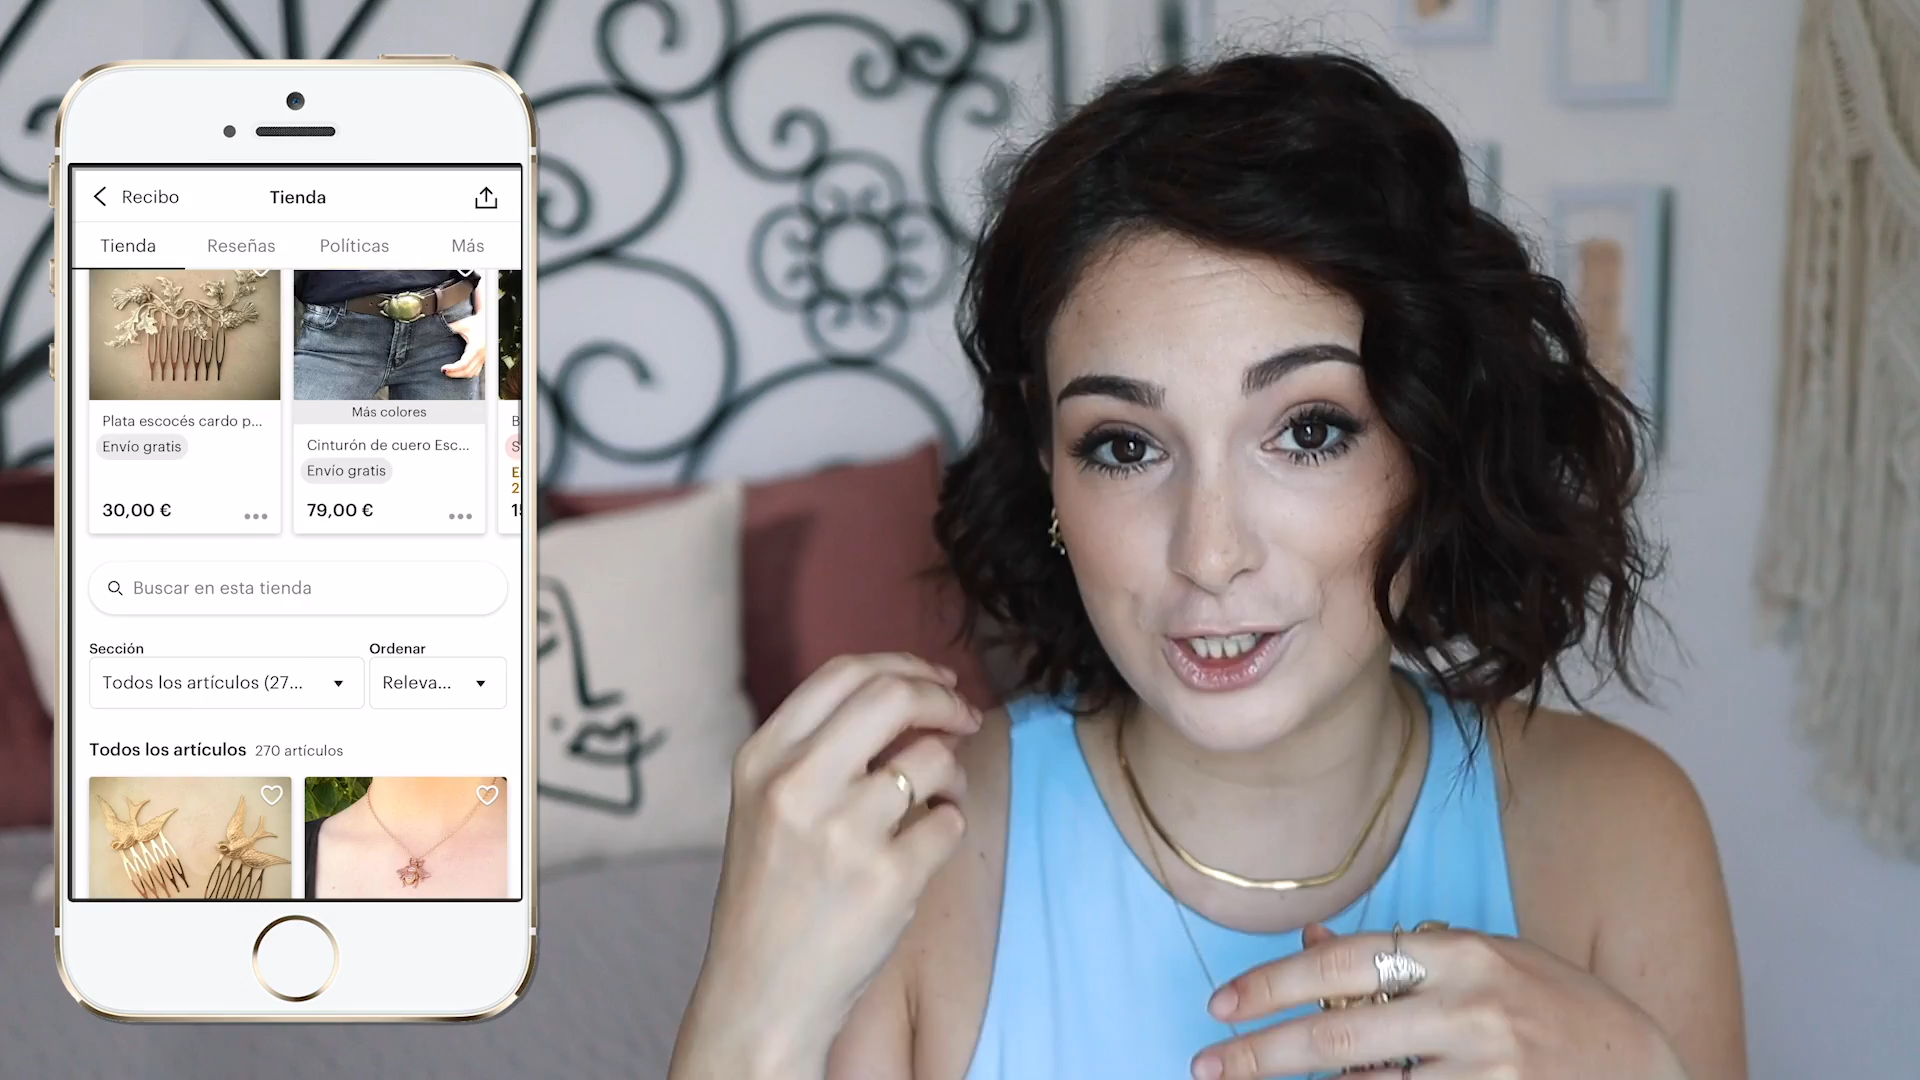 Recibo
Tienda
Tienda
Reseñas
Políticas
Más
Plata escocés cardo p...
Envío gratis
30,00 €
Más colores
Cinturón de cuero Esc...
Envío gratis
79,00 €
B
S
E
2
Buscar en esta tienda
Sección
Ordenar
Todos los artículos (27...
Releva...
Todos los artículos 270 artículos